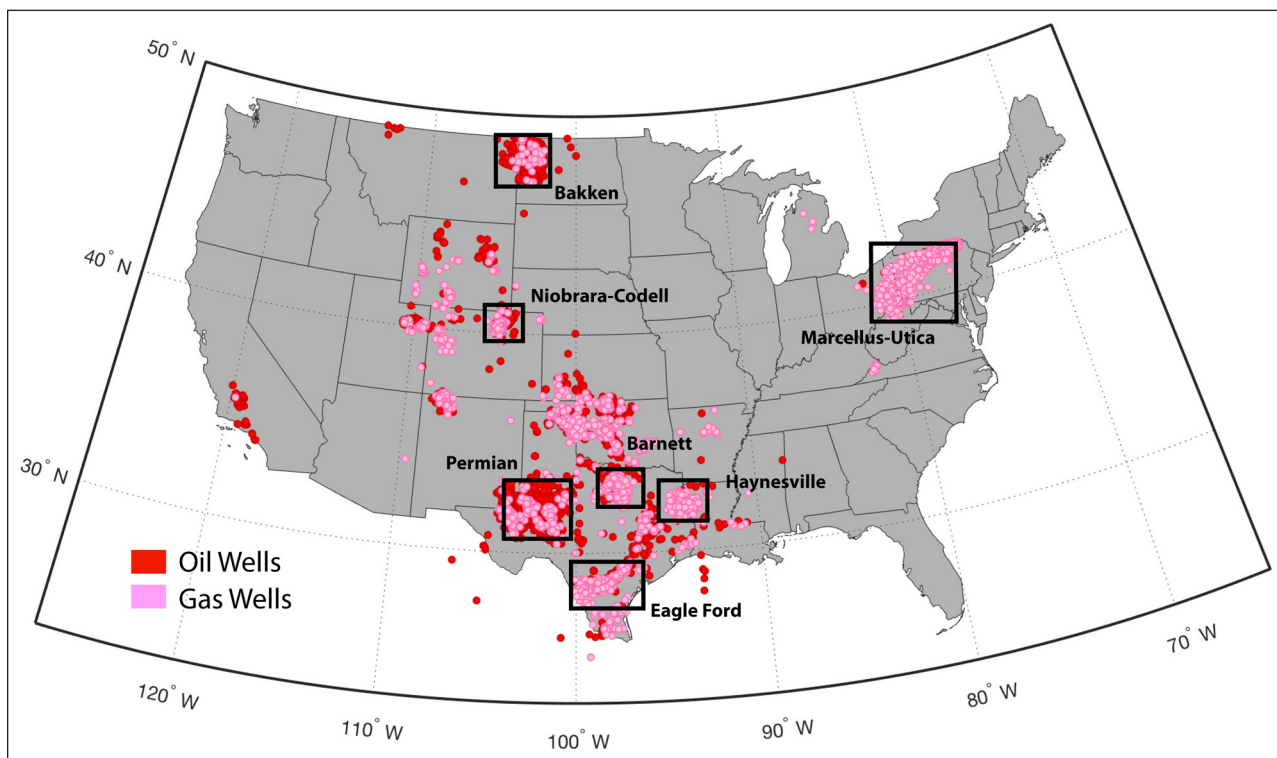 50° N
Bakken
40° N
Niobrara-Codell
Marcellus-Utica
Barnett
Permian
Haynesville
30° N
Oil Wells
Gas Wells
Eagle Ford
70° W
120° W
80° W
110° W
90° W
100° W